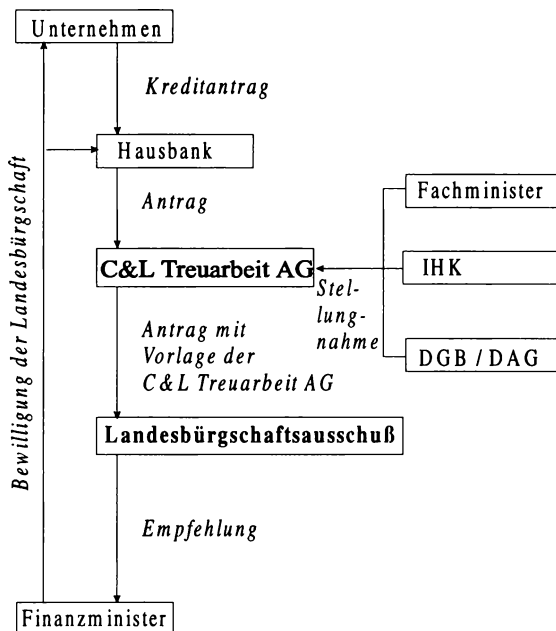 Unternehmen
Kreditantrag
Hausbank
Antrag
Fachminister
C&L Treuarbeit AG
IHK
Stel-
lung-
nahme
DGB / DAG
Antrag mit
Vorlage der
C&L Treuarbeit AG
Landesbürgschaftsausschuß
Empfehlung
Finanzminister
Bewilligung der Landesbürgschaft